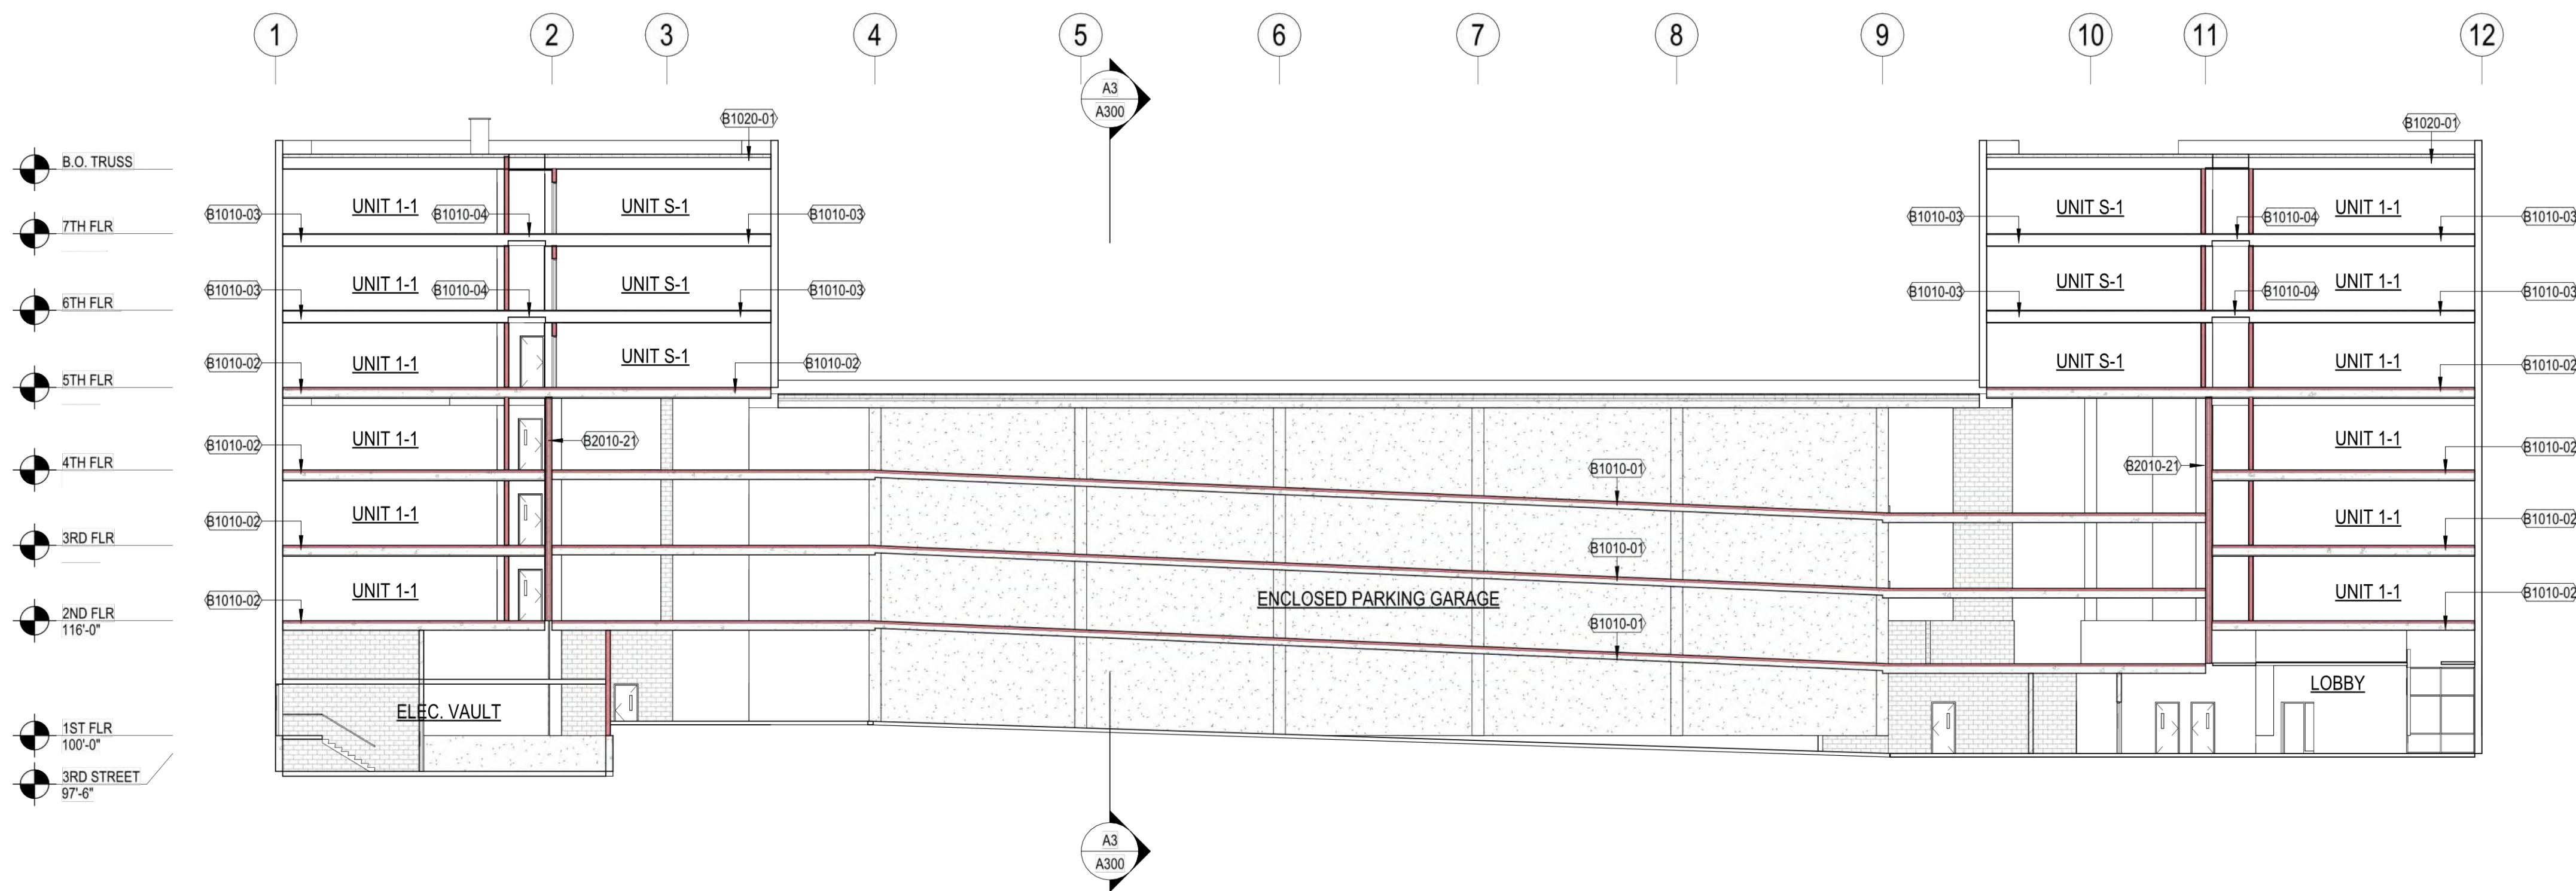 1 2 3 4 5 6 7 8 9 10 11 12
A3
A300
B1020-01
B1020-01
B.O. TRUSS
7TH FLR
B1010-03
UNIT 1-1
B1010-04
UNIT S-1
B1010-03
B1010-03
UNIT S-1
B1010-04
UNIT 1-1
B1010-03
6TH FLR
B1010-03
UNIT 1-1
B1010-04
UNIT S-1
B1010-03
B1010-03
UNIT S-1
B1010-04
UNIT 1-1
B1010-03
5TH FLR
B1010-02
UNIT 1-1
UNIT S-1
B1010-02
UNIT S-1
UNIT 1-1
B1010-02
4TH FLR
B1010-02
UNIT 1-1
B2010-21
B1010-01
B2010-21
UNIT 1-1
B1010-02
3RD FLR
B1010-02
UNIT 1-1
B1010-01
UNIT 1-1
B1010-02
2ND FLR
116'-0"
B1010-02
UNIT 1-1
ENCLOSED PARKING GARAGE
B1010-01
UNIT 1-1
B1010-02
1ST FLR
100'-0"
ELEC. VAULT
LOBBY
3RD STREET
97'-6"
A3
A300